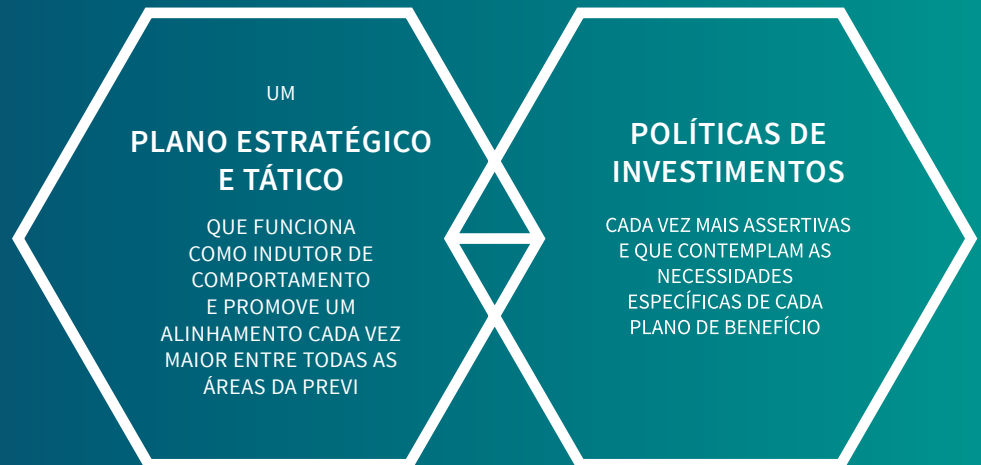 UM
PLANO ESTRATÉGICO
E TÁTICO
QUE FUNCIONA
COMO INDUTOR DE
COMPORTAMENTO
E PROMOVE UM
ALINHAMENTO CADA VEZ
MAIOR ENTRE TODAS AS
ÁREAS DA PREVI
POLÍTICAS DE
INVESTIMENTOS
CADA VEZ MAIS ASSERTIVAS
E QUE CONTEMPLAM AS
NECESSIDADES
ESPECÍFICAS DE CADA
PLANO DE BENEFÍCIO